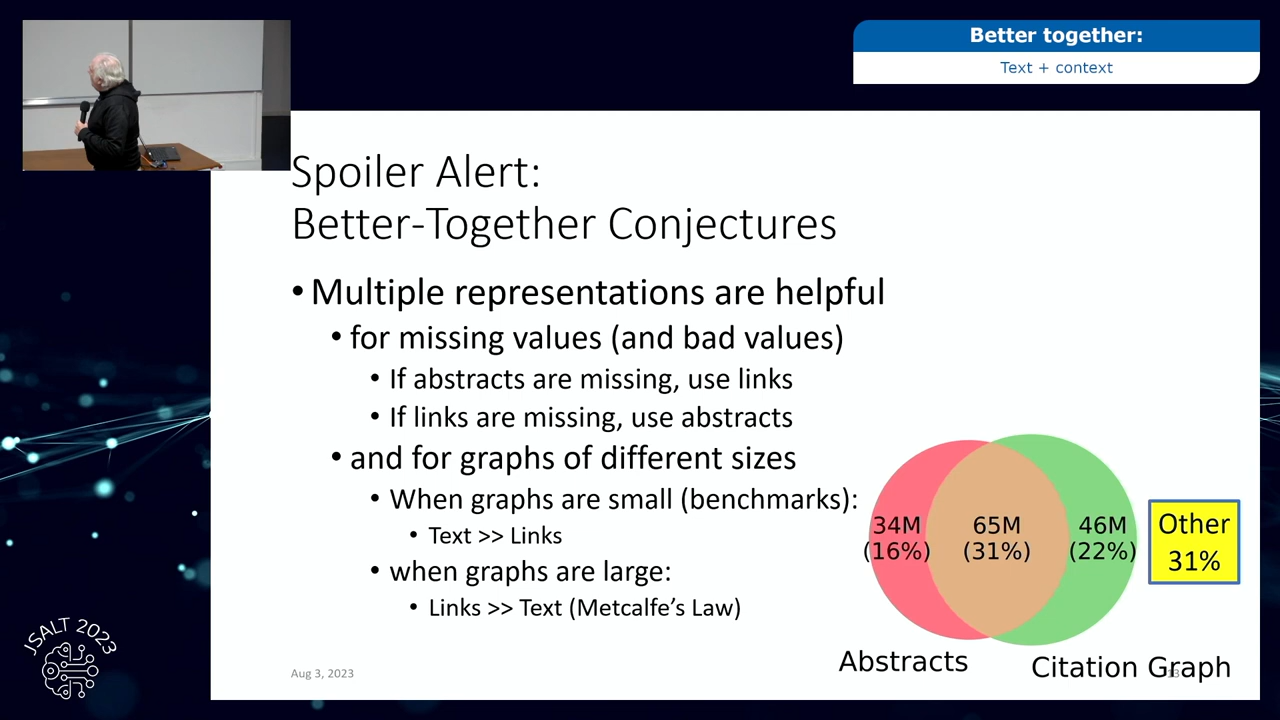 Better together:
Text + context
Spoiler Alert:
Better-Together Conjectures
• Multiple representations are helpful
• for missing values (and bad values)
• If abstracts are missing, use links
• If links are missing, use abstracts
• and for graphs of different sizes
• When graphs are small (benchmarks):
• Text >> Links
• when graphs are large:
• Links >> Text (Metcalfe's Law)
34M
(16%)
65M
(31%)
46M
(22%)
Other
31%
Abstracts
Citation Graph
Aug 3, 2023
JSALT 2023